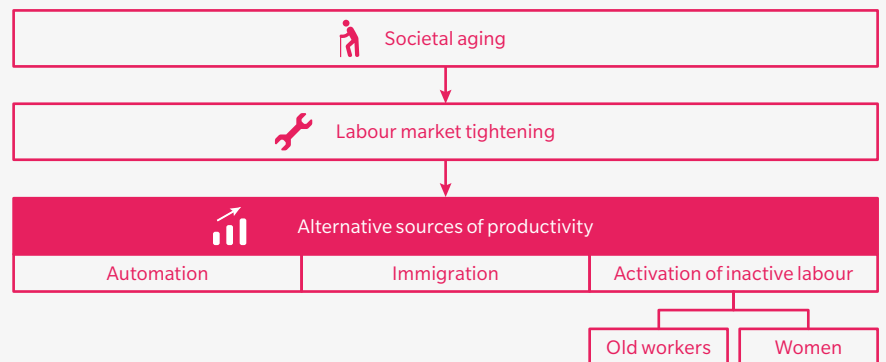 Societal aging
Labour market tightening
Alternative sources of productivity
Automation
Immigration
Activation of inactive labour
Old workers
Women